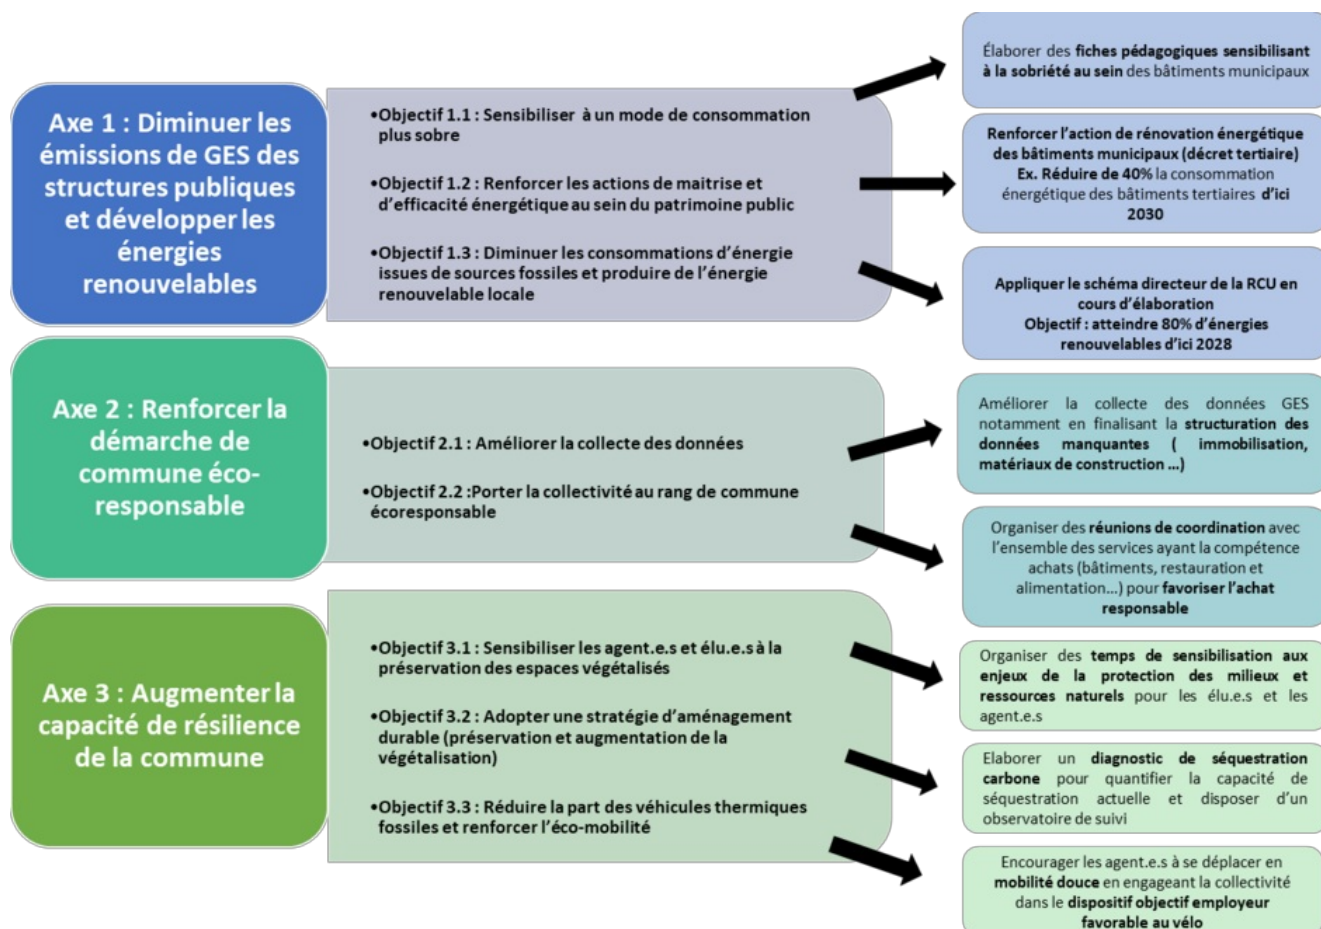 Axe 1 : Diminuer les
émissions de GES des
structures publiques
et développer les
énergies
renouvelables
•Objectif 1.1 : Sensibiliser à un mode de consommation
plus sobre
•Objectif 1.2 : Renforcer les actions de maitrise et
d'efficacité énergétique au sein du patrimoine public
•Objectif 1.3 : Diminuer les consommations d'énergie
issues de sources fossiles et produire de l'énergie
renouvelable locale
Élaborer des fiches pédagogiques sensibilisant
à la sobriété au sein des bâtiments municipaux
Renforcer l'action de rénovation énergétique
des bâtiments municipaux (décret tertiaire)
Ex. Réduire de 40% la consommation
énergétique des bâtiments tertiaires d'ici
2030
Appliquer le schéma directeur de la RCU en
cours d'élaboration
Objectif : atteindre 80% d'énergies
renouvelables d'ici 2028
Axe 2 : Renforcer la
démarche de
commune éco-
responsable
•Objectif 2.1 : Améliorer la collecte des données
•Objectif 2.2 :Porter la collectivité au rang de commune
écoresponsable
Améliorer la collecte des données GES
notamment en finalisant la structuration des
données manquantes ( immobilisation,
matériaux de construction ...)
Organiser des réunions de coordination avec
l'ensemble des services ayant la compétence
achats (bâtiments, restauration et
alimentation...) pour favoriser l'achat
responsable
Axe 3 : Augmenter la
capacité de résilience
de la commune
•Objectif 3.1 : Sensibiliser les agent.e.s et élu.e.s à la
préservation des espaces végétalisés
•Objectif 3.2 : Adopter une stratégie d'aménagement
durable (préservation et augmentation de la
végétalisation)
•Objectif 3.3 : Réduire la part des véhicules thermiques
fossiles et renforcer l'éco-mobilité
Organiser des temps de sensibilisation aux
enjeux de la protection des milieux et
ressources naturels pour les élu.e.s et les
agent.e.s
Elaborer un diagnostic de séquestration
carbone pour quantifier la capacité de
séquestration actuelle et disposer d'un
observatoire de suivi
Encourager les agent.e.s à se déplacer en
mobilité douce en engageant la collectivité
dans le dispositif objectif employeur
favorable au vélo